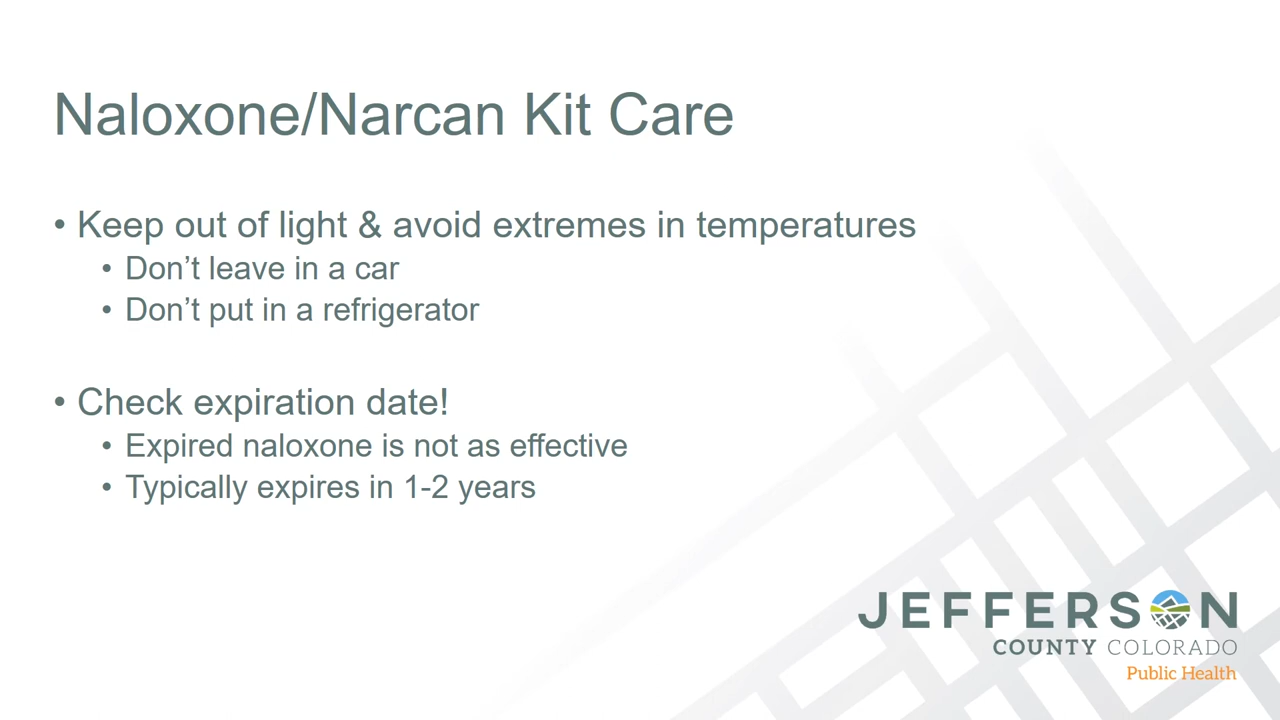 Naloxone/Narcan Kit Care
• Keep out of light & avoid extremes in temperatures
• Don’t leave in a car
• Don’t put in a refrigerator
• Check expiration date!
• Expired naloxone is not as effective
• Typically expires in 1-2 years
JEFFERSON
COUNTY COLORADO
Public Health